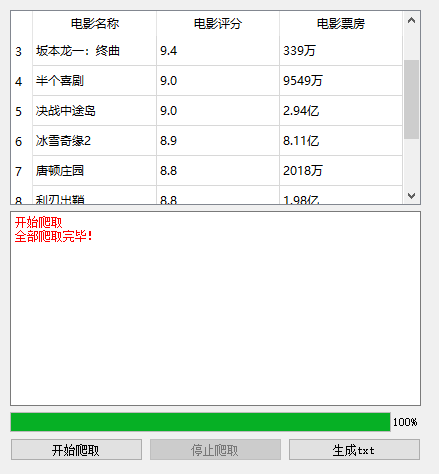 电影名称 电影评分 电影票房
3 坂本龙一：终曲 9.4 339万
4 半个喜剧 9.0 9549万
5 决战中途岛 9.0 2.94亿
6 冰雪奇缘2 8.9 8.11亿
7 唐顿庄园 8.8 2018万
8 利刃出鞘 8.8 1.98亿
开始爬取
全部爬取完毕！
100%
开始爬取 停止爬取 生成txt